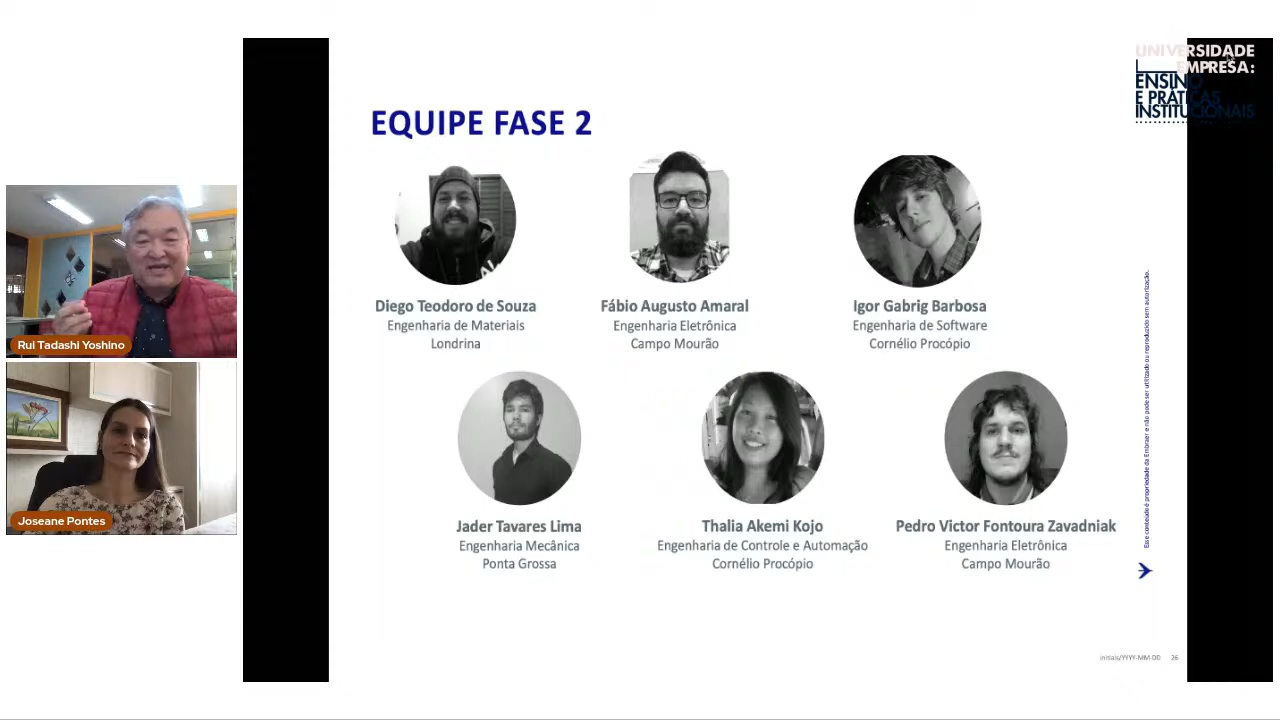 UNIVERSIDADE
EMPRESA:
ENSINO
E PRÁTICAS
INSTITUCIONAIS
EQUIPE FASE 2
Diego Teodoro de Souza
Engenharia de Materiais
Londrina
Fábio Augusto Amaral
Engenharia Eletrônica
Campo Mourão
Igor Gabrig Barbosa
Engenharia de Software
Cornélio Procópio
Jader Tavares Lima
Engenharia Mecânica
Ponta Grossa
Thalia Akemi Kojo
Engenharia de Controle e Automação
Cornélio Procópio
Pedro Victor Fontoura Zavadniak
Engenharia Eletrônica
Campo Mourão
Esse conteúdo é propriedade da Embraer e não pode ser utilizado ou reproduzido sem autorização.
initials/YYYY-MM-DD 26
Rui Tadashi Yoshino
Joseane Pontes